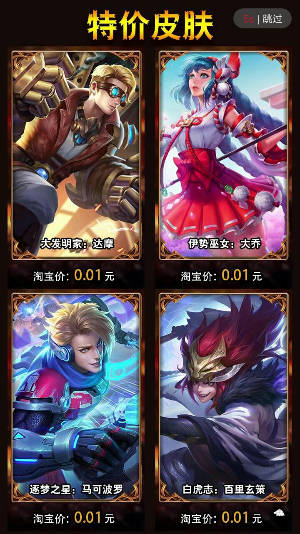 特价皮肤
5s | 跳过
大发明家：达摩
伊势巫女：大乔
淘宝价：0.01元
淘宝价：0.01元
逐梦之星：马可波罗
白虎志：百里玄策
淘宝价：0.01元
淘宝价：0.01元